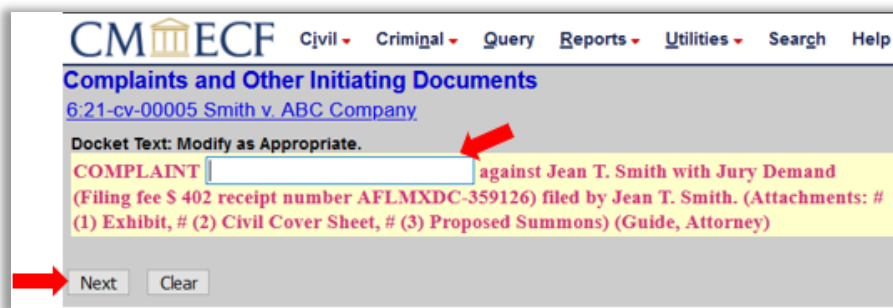 CM ECF Civil Criminal Query Reports Utilities Search Help
Complaints and Other Initiating Documents
6:21-cv-00005 Smith v. ABC Company
Docket Text: Modify as Appropriate.
COMPLAINT against Jean T. Smith with Jury Demand
(Filing fee $ 402 receipt number AFLMXDC-359126) filed by Jean T. Smith. (Attachments: #
(1) Exhibit, # (2) Civil Cover Sheet, # (3) Proposed Summons) (Guide, Attorney)
Next Clear